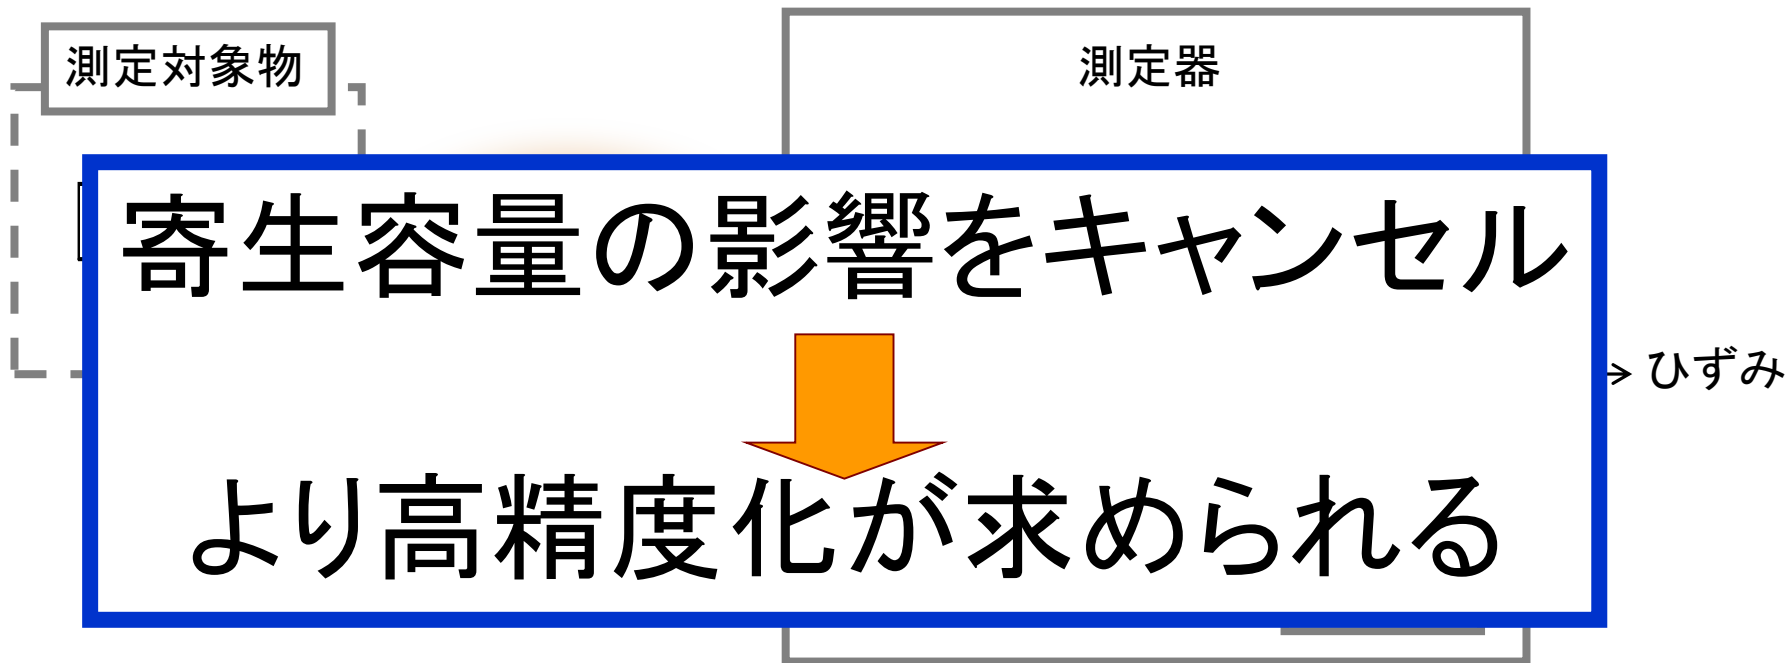 測定対象物
測定器
寄生容量の影響をキャンセル
ひずみ
より高精度化が求められる